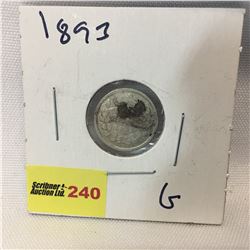 1893
Scribner
Auction Ltd. 240
G